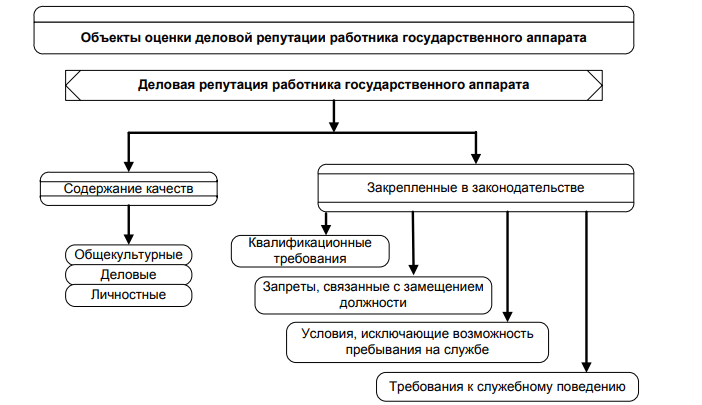 Объекты оценки деловой репутации работника государственного аппарата
Деловая репутация работника государственного аппарата
Содержание качеств
Закрепленные в законодательстве
Общекультурные
Деловые
Личностные
Квалификационные
требования
Запреты, связанные с замещением
должности
Условия, исключающие возможность
пребывания на службе
Требования к служебному поведению